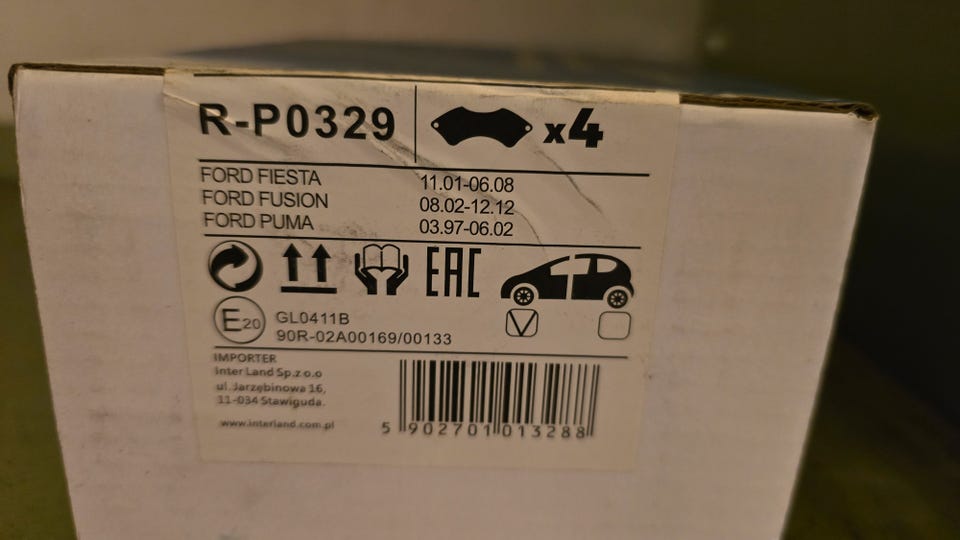 R-P0329 x4
FORD FIESTA 11.01-06.08
FORD FUSION 08.02-12.12
FORD PUMA 03.97-06.02
EAC
E20 GL0411B
90R-02A00169/00133
IMPORTER
Inter Land Sp.z o.o
ul. Jarzębinowa 16,
11-034 Stawiguda.
www.interland.com.pl
5 902701 013288